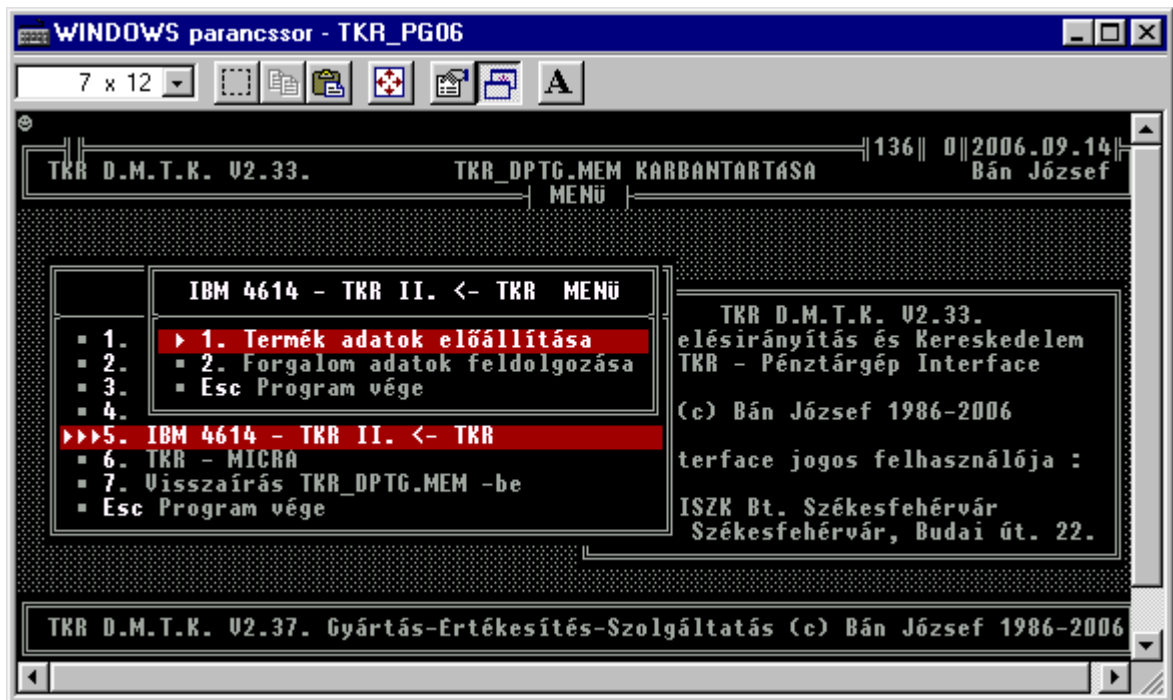 WINDOWS parancssor - TKR_PG06
7 x 12
A
136 0 2006.09.14
TKR D.M.T.K. V2.33. TKR_DPTG.MEM KARBANTARTáSA Bán József
MENü
IBM 4614 - TKR II. <- TKR MENü
1. Termék adatok előállítása
2. Forgalom adatok feldolgozása
Esc Program vége
1.
2.
3.
4.
5. IBM 4614 - TKR II. <- TKR
6. TKR - MICRA
7. Visszaírás TKR_DPTG.MEM -be
Esc Program vége
TKR D.M.T.K. V2.33.
elésirányítás és Kereskedelem
TKR - Pénztárgép Interface
(c) Bán József 1986-2006
terface jogos felhasználója :
ISZK Bt. Székesfehérvár
Székesfehérvár, Budai út. 22.
TKR D.M.T.K. V2.37. Gyártás-Értékesítés-Szolgáltatás (c) Bán József 1986-2006